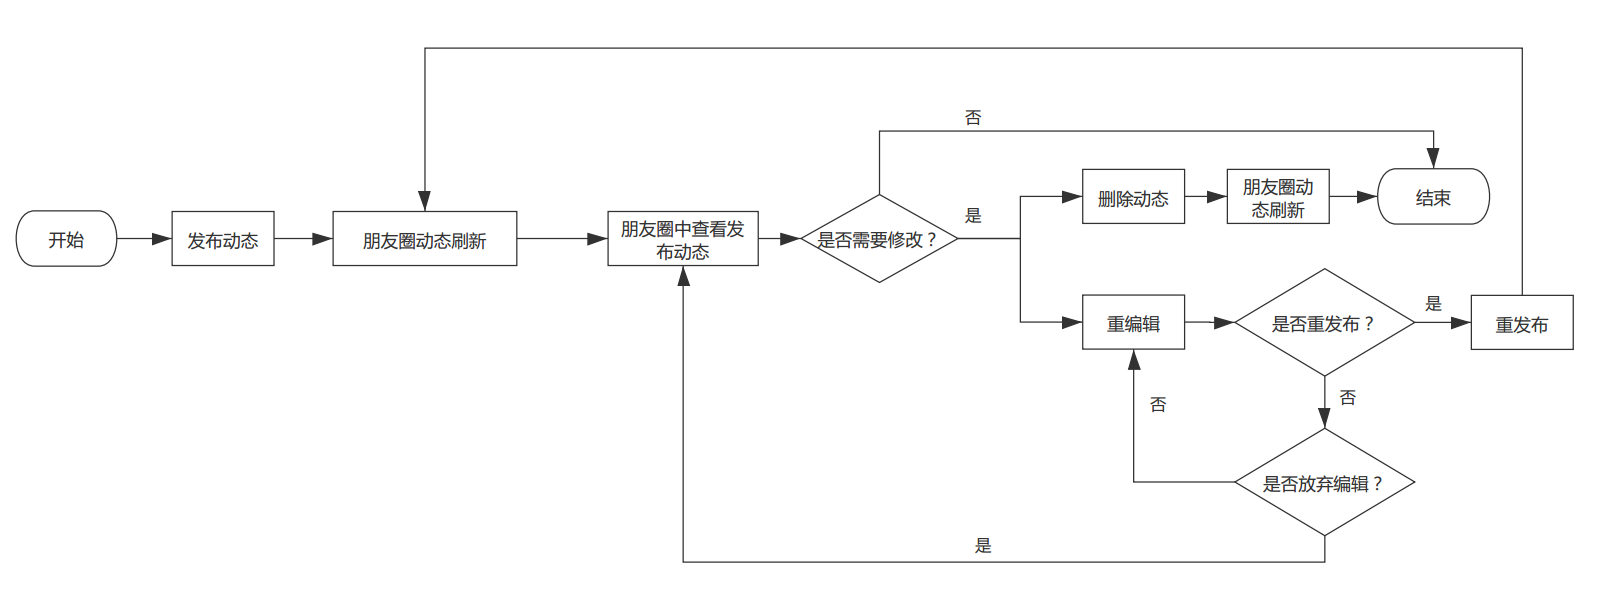 否
删除动态
朋友圈动
态刷新
结束
是
开始
发布动态
朋友圈动态刷新
朋友圈中查看发
布动态
是否需要修改？
是
重编辑
是否重发布？
重发布
否
否
是否放弃编辑？
是